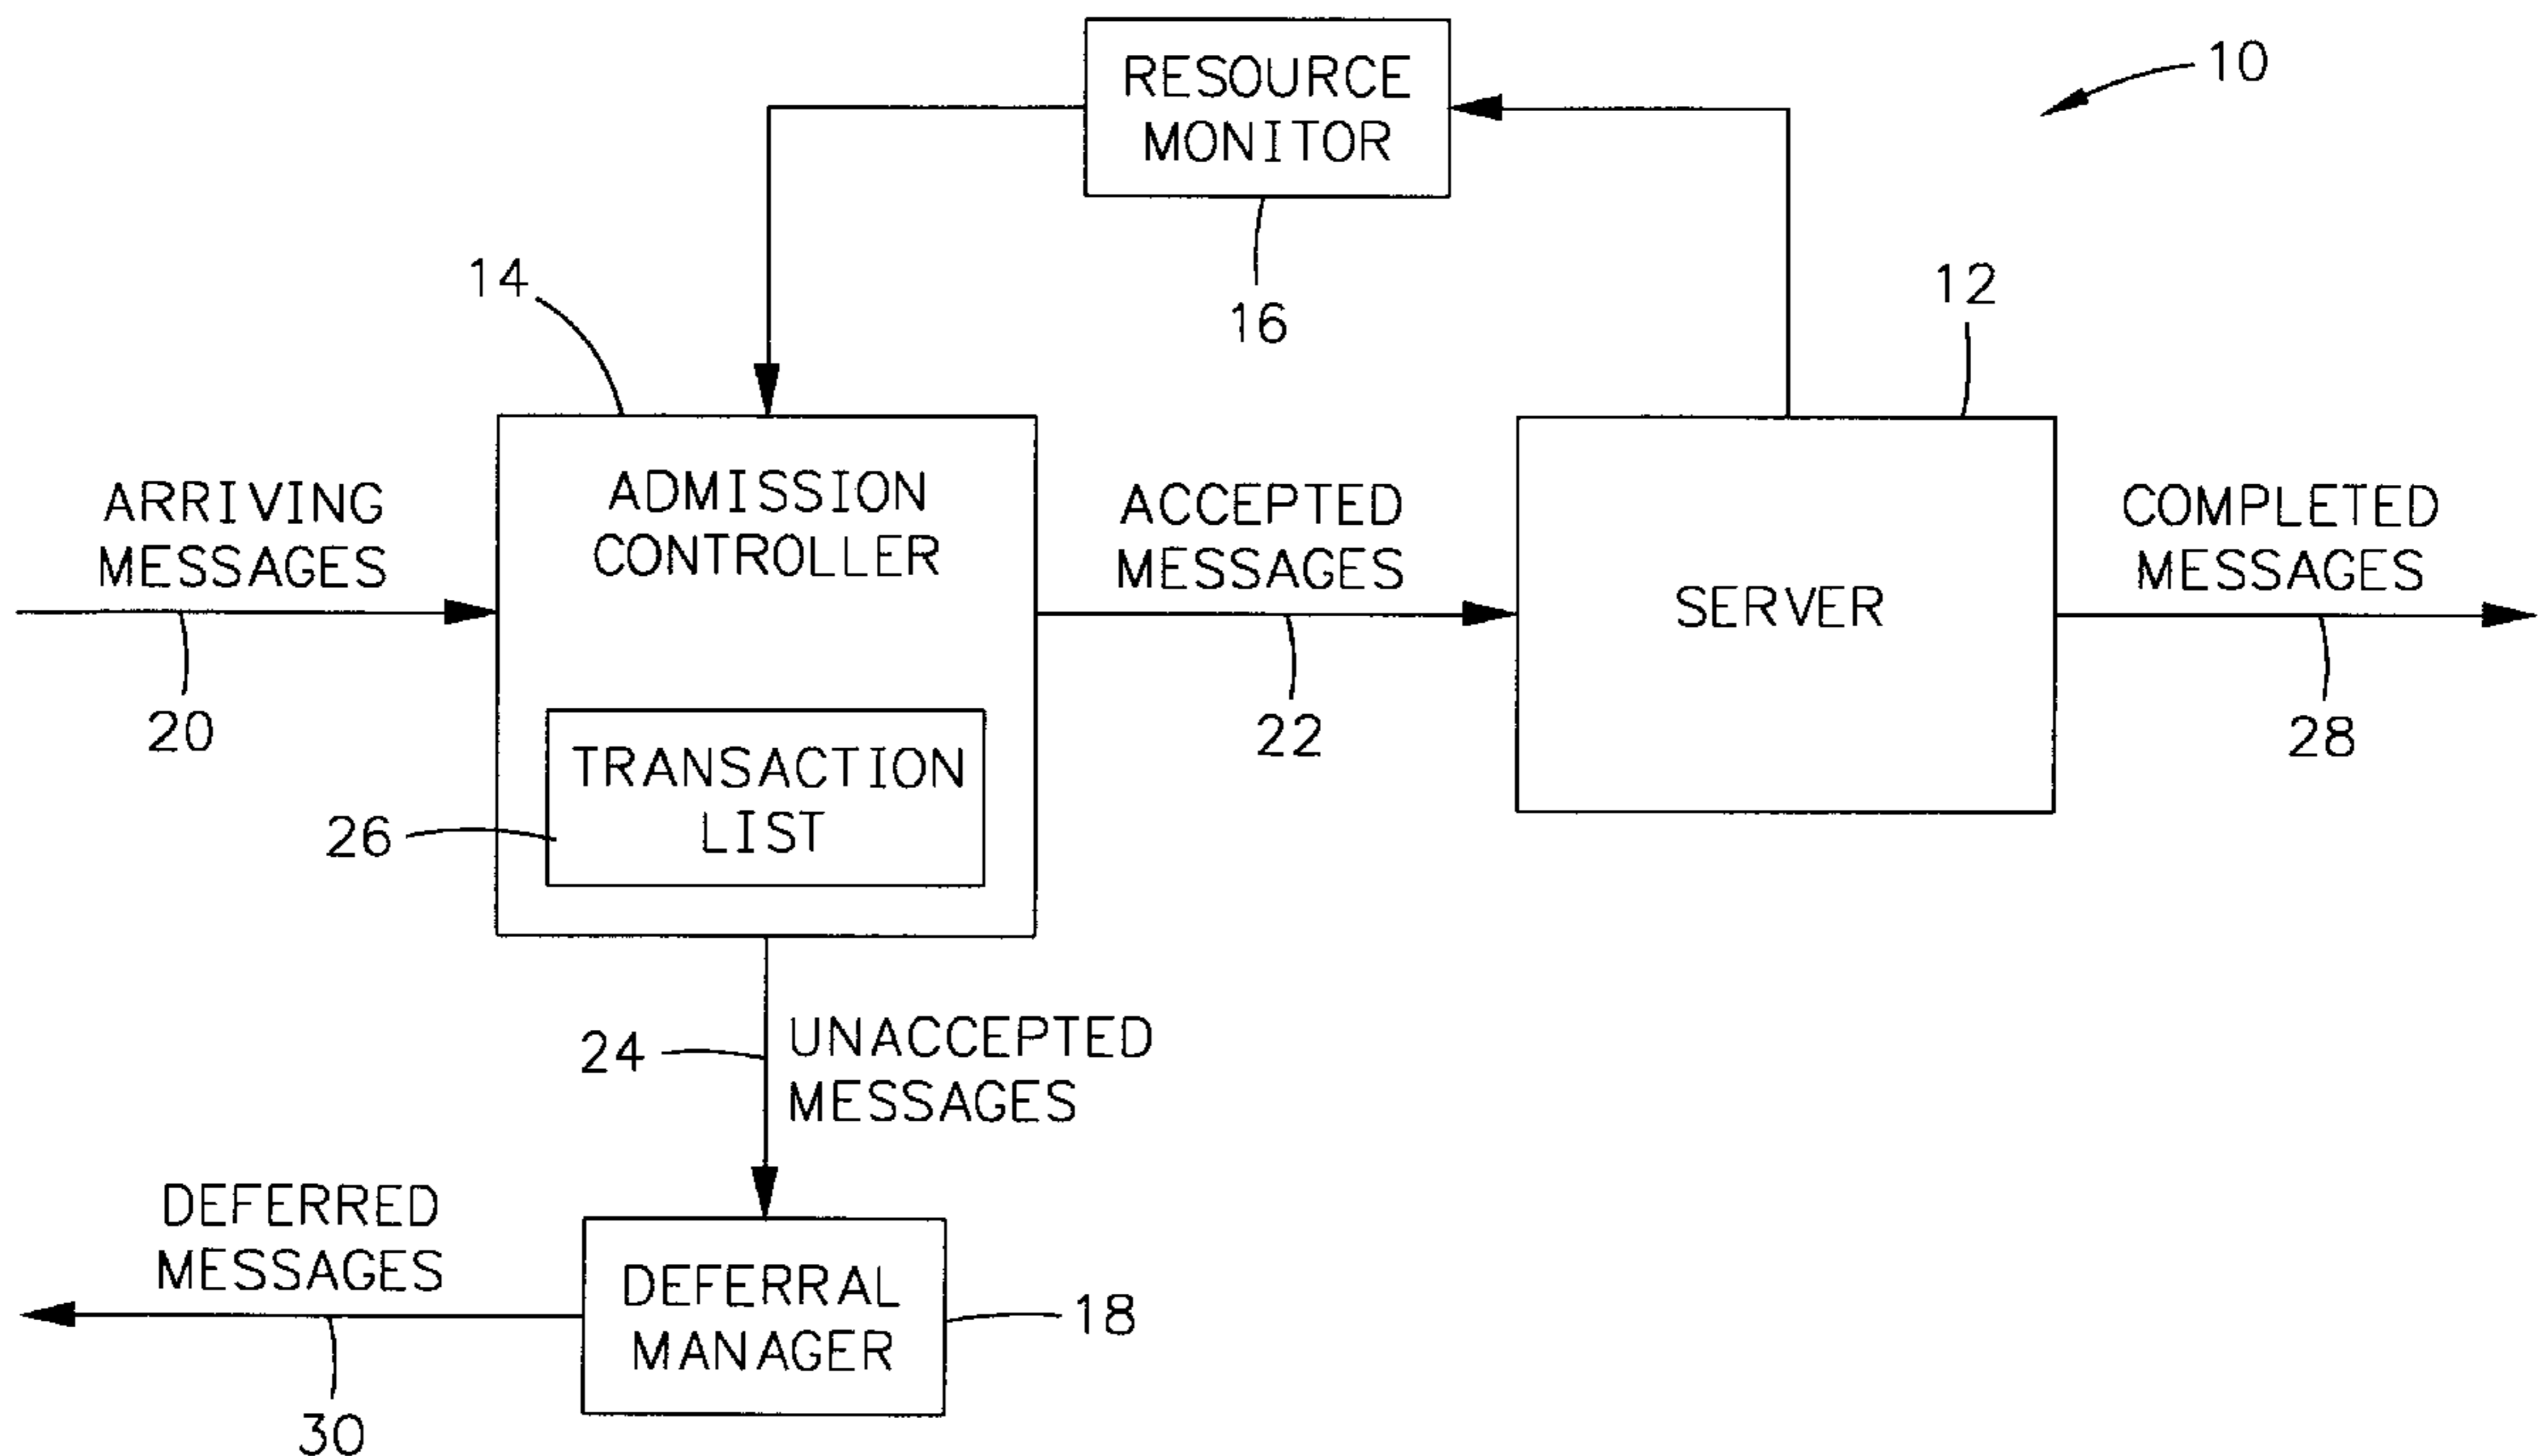 RESOURCE
MONITOR
10
16
14
12
ARRIVING
MESSAGES
20
ADMISSION
CONTROLLER
TRANSACTION
LIST
26
ACCEPTED
MESSAGES
22
SERVER
COMPLETED
MESSAGES
28
24
UNACCEPTED
MESSAGES
DEFERRED
MESSAGES
30
DEFERRAL
MANAGER
18